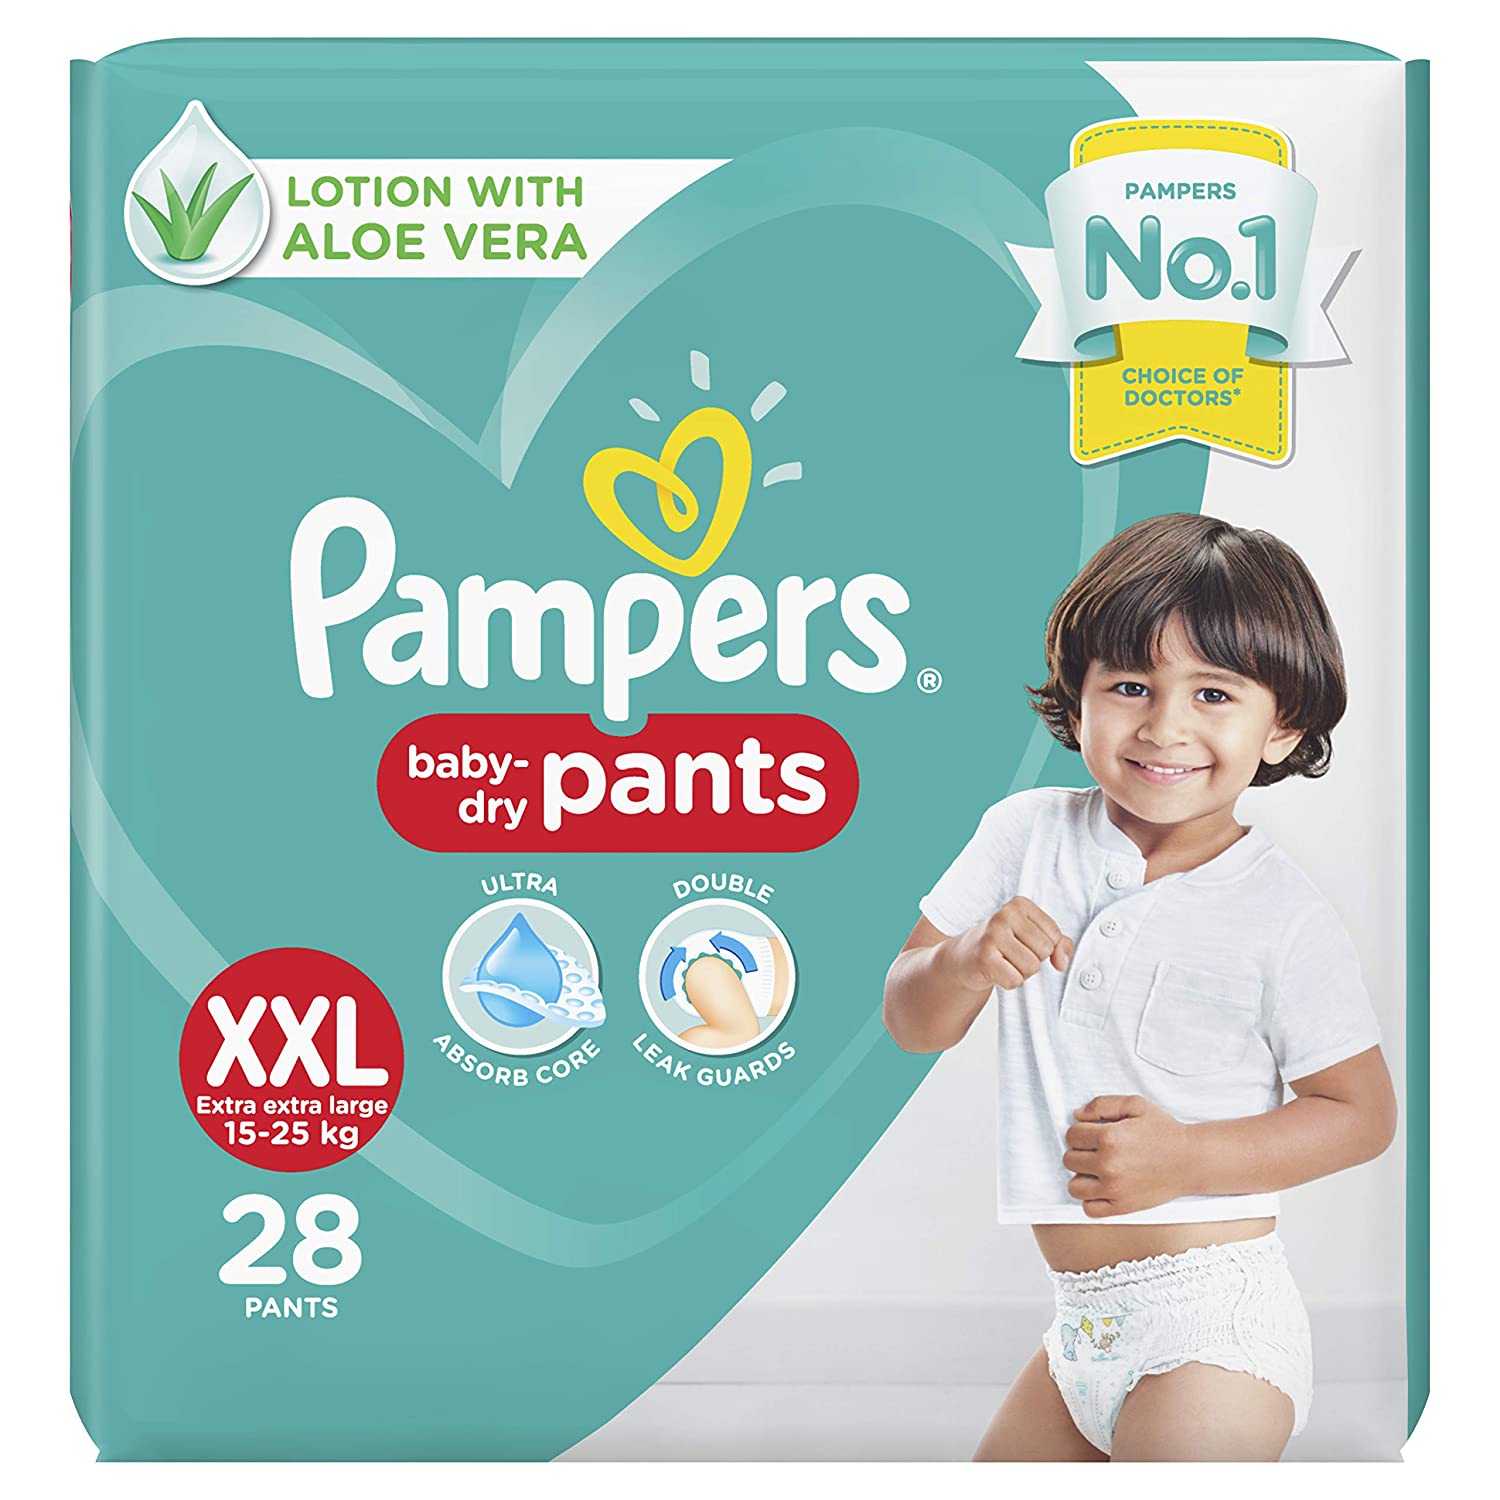 LOTION WITH
ALOE VERA
PAMPERS
No.1
CHOICE OF
DOCTORS*
Pampers®
baby-
dry pants
ULTRA
ABSORB CORE
DOUBLE
LEAK GUARDS
XXL
Extra extra large
15-25 kg
28
PANTS